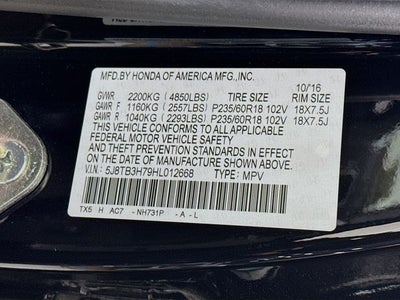 MFD.BY HONDA OF AMERICA MFG.,INC. 10/16
GVWR 2200KG (4850LBS) TIRE SIZE RIM SIZE
GAWR F 1160KG (2557LBS) P235/60R18 102V 18X7.5J
GAWR R 1040KG (2293LBS) P235/60R18 102V 18X7.5J
THIS VEHICLE CONFORMS TO ALL APPLICABLE
FEDERAL MOTOR VEHICLE SAFETY
AND THEFT PREVENTION STANDARDS IN EFFECT
ON THE DATE OF MANUFACTURE SHOWN ABOVE.
V.I.N: 5J8TB3H79HL012668 TYPE: MPV
TX5 H AC7 - NH731P - A - L